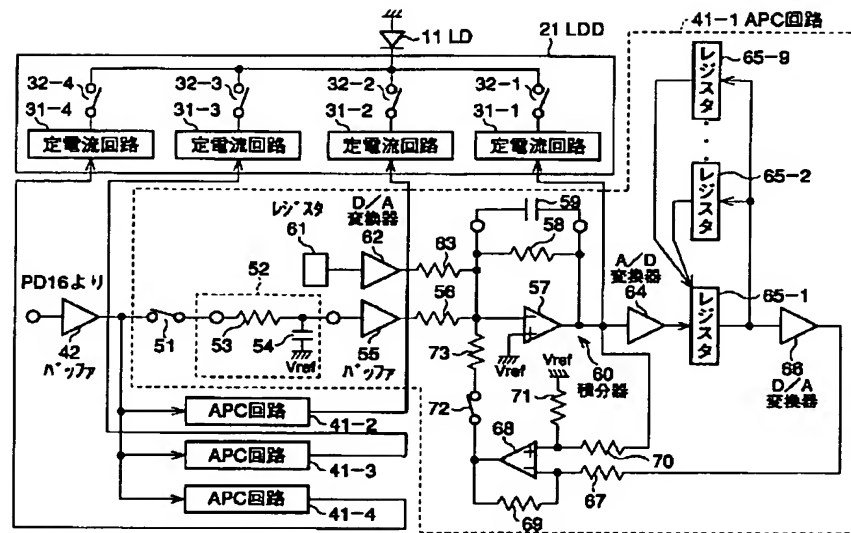 41-1 APC回路
11 LD
21 LDD
32-4
32-3
32-2
32-1
31-4
31-3
31-2
31-1
定電流回路
定電流回路
定電流回路
定電流回路
レジスタ
65-9
レジスタ
65-2
レジスタ
65-1
レジスタ
61
D/A
変換器
62
63
59
58
A/D
変換器
64
PD16より
42
バッファ
51
52
53
54
Vref
55
バッファ
56
57
Vref
60
積分器
66
D/A
変換器
73
72
Vref
71
68
70
67
69
APC回路
41-2
APC回路
41-3
APC回路
41-4